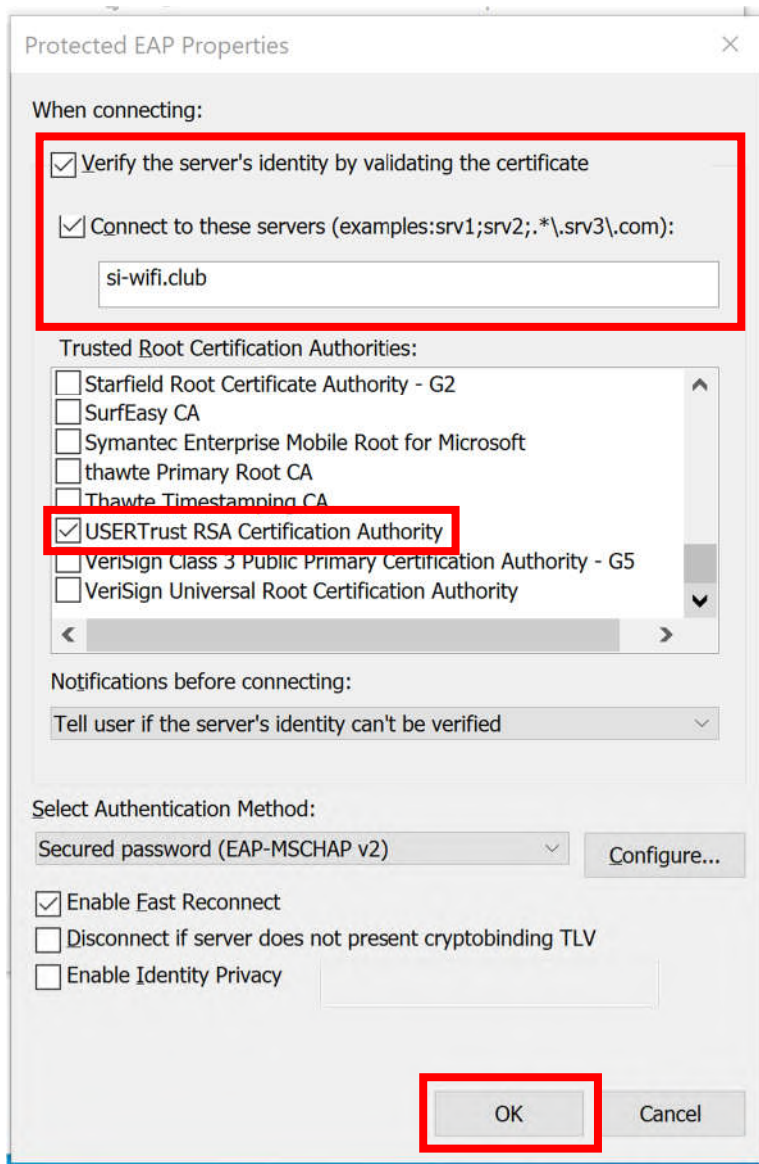 Protected EAP Properties
When connecting:
Verify the server's identity by validating the certificate
Connect to these servers (examples:srv1;srv2;.*\.srv3\.com):
si-wifi.club
Trusted Root Certification Authorities:
Starfield Root Certificate Authority - G2
SurfEasy CA
Symantec Enterprise Mobile Root for Microsoft
thawte Primary Root CA
Thawte Timestamping CA
USERTrust RSA Certification Authority
VeriSign Class 3 Public Primary Certification Authority - G5
VeriSign Universal Root Certification Authority
Notifications before connecting:
Tell user if the server's identity can't be verified
Select Authentication Method:
Secured password (EAP-MSCHAP v2)
Configure...
Enable Fast Reconnect
Disconnect if server does not present cryptobinding TLV
Enable Identity Privacy
OK
Cancel